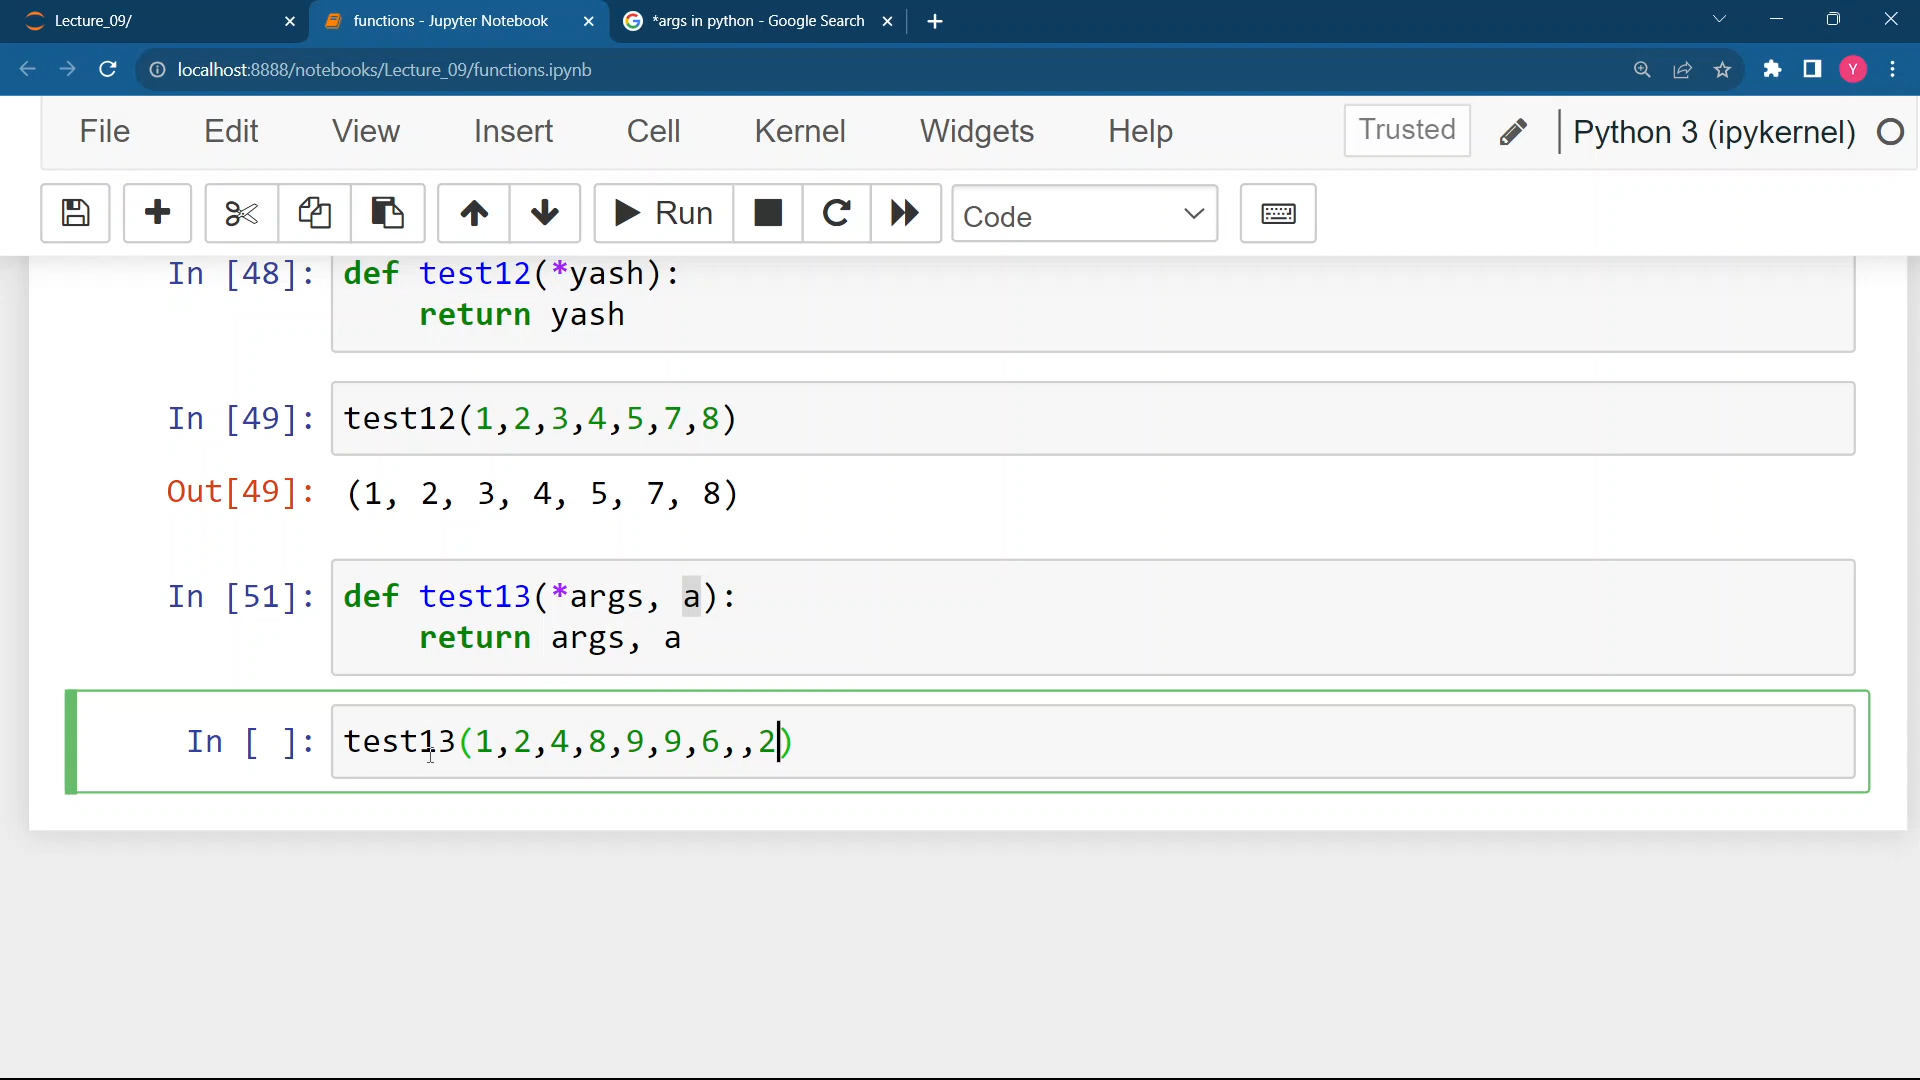 Lecture_09/
functions - Jupyter Notebook
*args in python - Google Search
localhost:8888/notebooks/Lecture_09/functions.ipynb
Y
File Edit View Insert Cell Kernel Widgets Help Trusted Python 3 (ipykernel)
Run Code
In [48]: def test12(*yash):
return yash
In [49]: test12(1,2,3,4,5,7,8)
Out[49]: (1, 2, 3, 4, 5, 7, 8)
In [51]: def test13(*args, a):
return args, a
In [ ]: test13(1,2,4,8,9,9,6,,2)